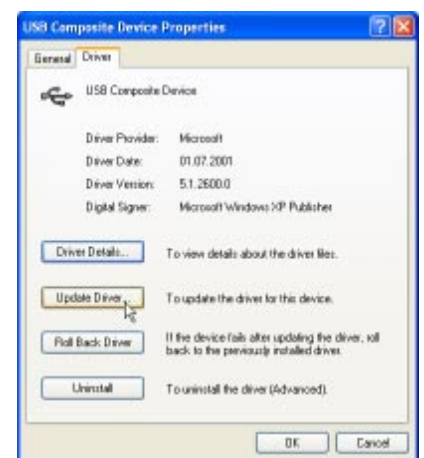 USB Composite Device Properties
General Driver
USB Composite Device
Driver Provider: Microsoft
Driver Date: 01.07.2001
Driver Version: 5.1.2600.0
Digital Signer: Microsoft Windows XP Publisher
Driver Details... To view details about the driver files.
Update Driver... To update the driver for this device.
Roll Back Driver If the device fails after updating the driver, roll
back to the previously installed driver.
Uninstall To uninstall the driver (Advanced).
OK Cancel